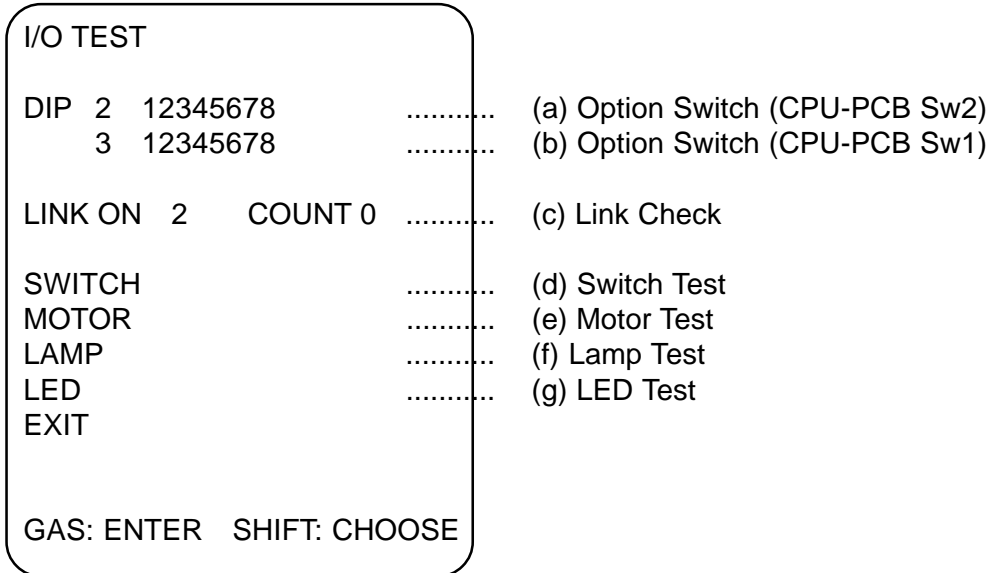 I/O TEST
DIP 2 12345678 ........... (a) Option Switch (CPU-PCB Sw2)
3 12345678 ........... (b) Option Switch (CPU-PCB Sw1)
LINK ON 2 COUNT 0 ........... (c) Link Check
SWITCH ........... (d) Switch Test
MOTOR ........... (e) Motor Test
LAMP ........... (f) Lamp Test
LED ........... (g) LED Test
EXIT
GAS: ENTER SHIFT: CHOOSE